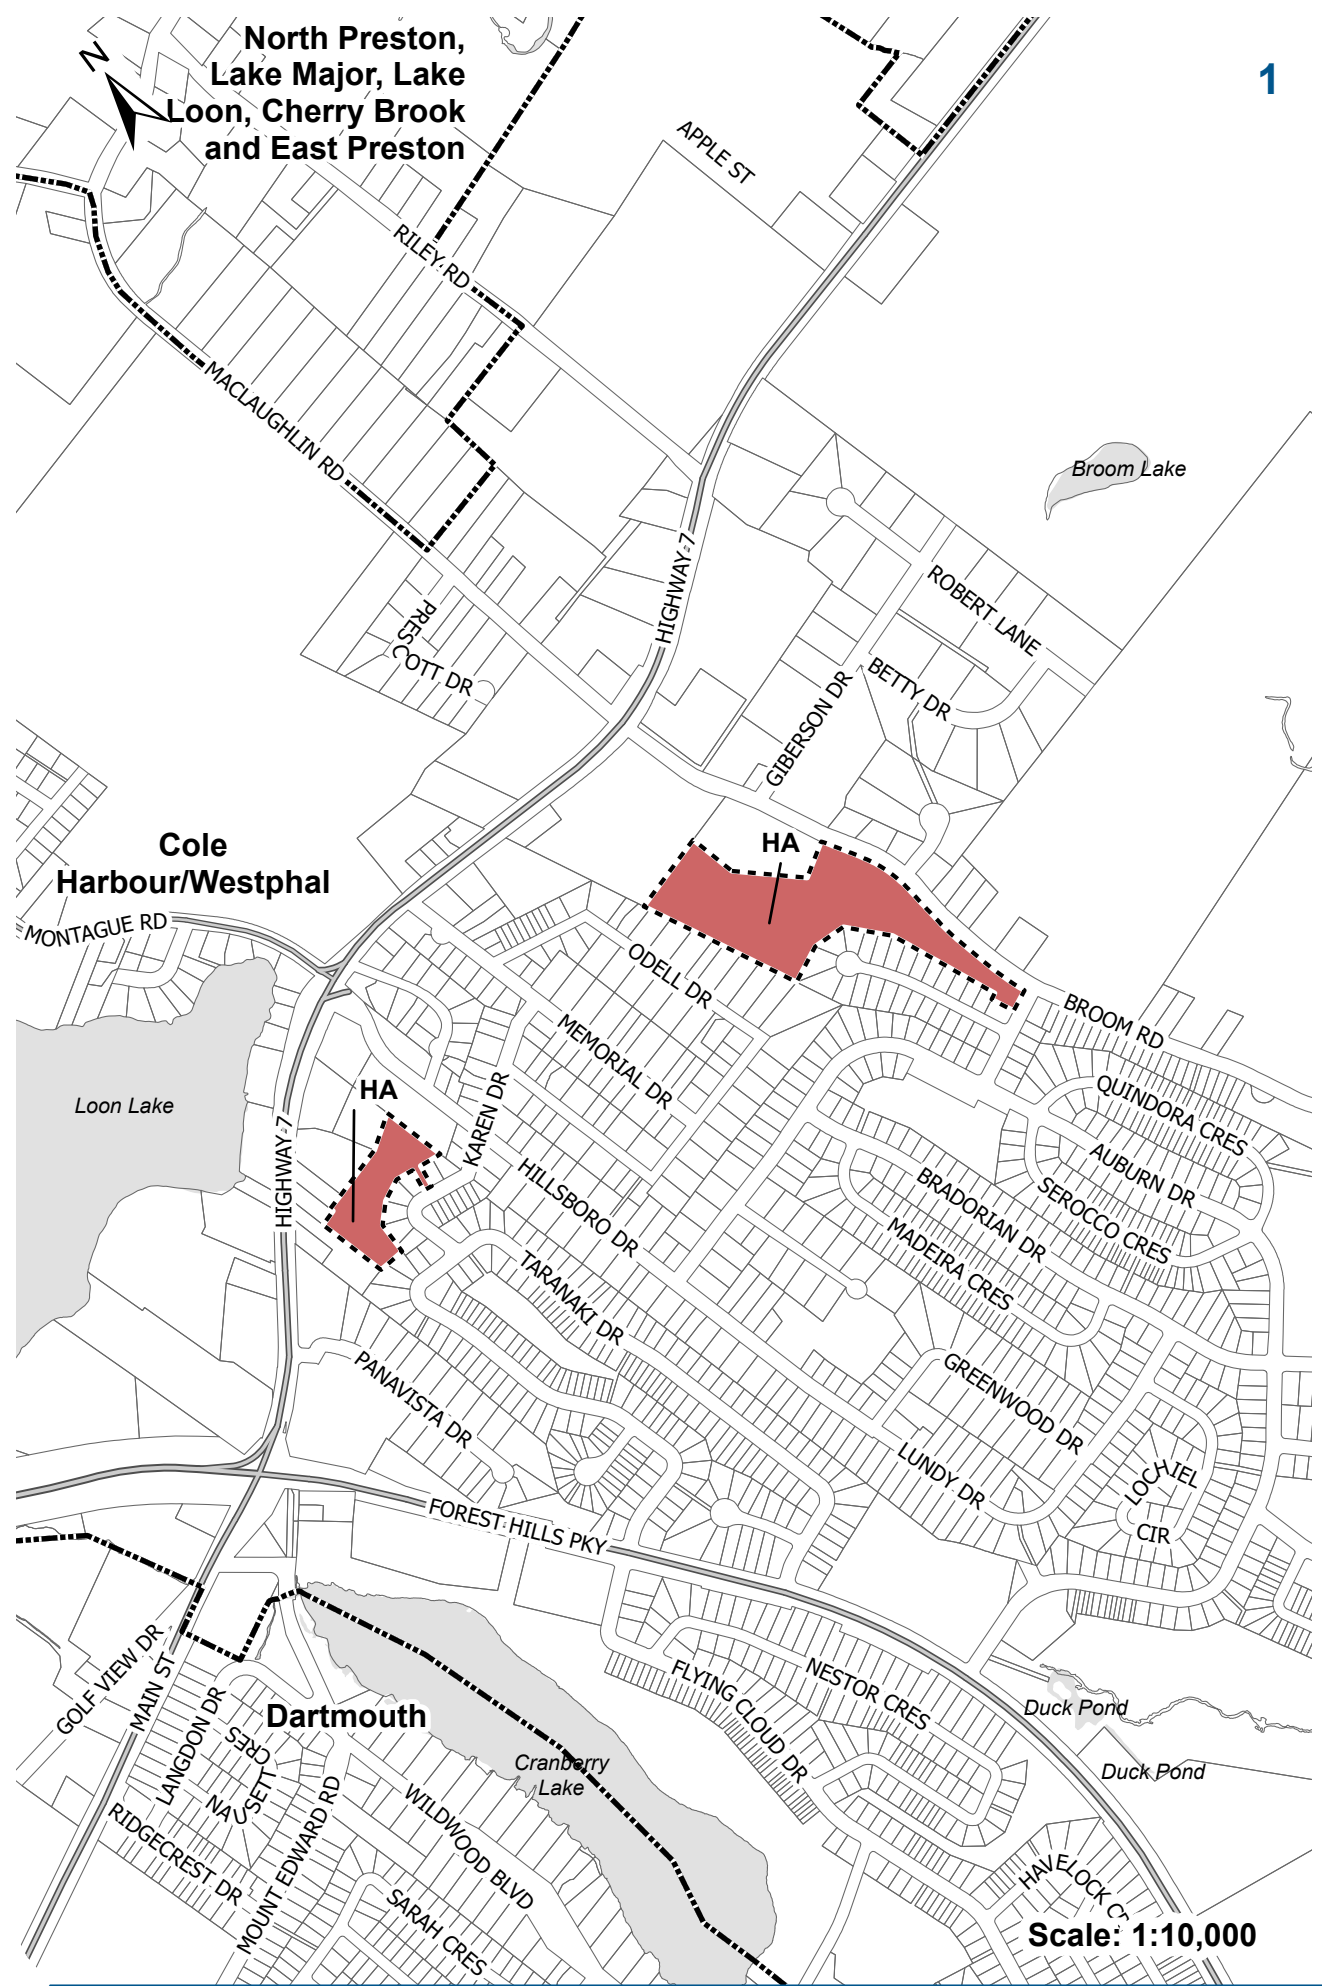 North Preston,
Lake Major, Lake
Loon, Cherry Brook
and East Preston
N
1
APPLE ST
RILEY RD
MACLAUGHLIN RD
Broom Lake
HIGHWAY 7
ROBERT LANE
PRESCOTT DR
BETTY DR
GIBERSON DR
Cole
Harbour/Westphal
HA
MONTAGUE RD
ODELL DR
BROOM RD
MEMORIAL DR
HA
Loon Lake
KAREN DR
QUINDORA CRES
HIGHWAY 7
HILLSBORO DR
AUBURN DR
BRADORIAN DR
SEROCCO CRES
MADEIRA CRES
TARANAKI DR
PANAVISTA DR
GREENWOOD DR
LUNDY DR
LOCHIEL
CIR
FOREST HILLS PKY
GOLF VIEW DR
MAIN ST
LANGDON DR
Dartmouth
NAUSETT CRES
FLYING CLOUD DR
NESTOR CRES
Duck Pond
Cranberry
Lake
Duck Pond
RIDGECREST DR
MOUNT EDWARD RD
WILDWOOD BLVD
SARAH CRES
HAVELOCK CR
Scale: 1:10,000